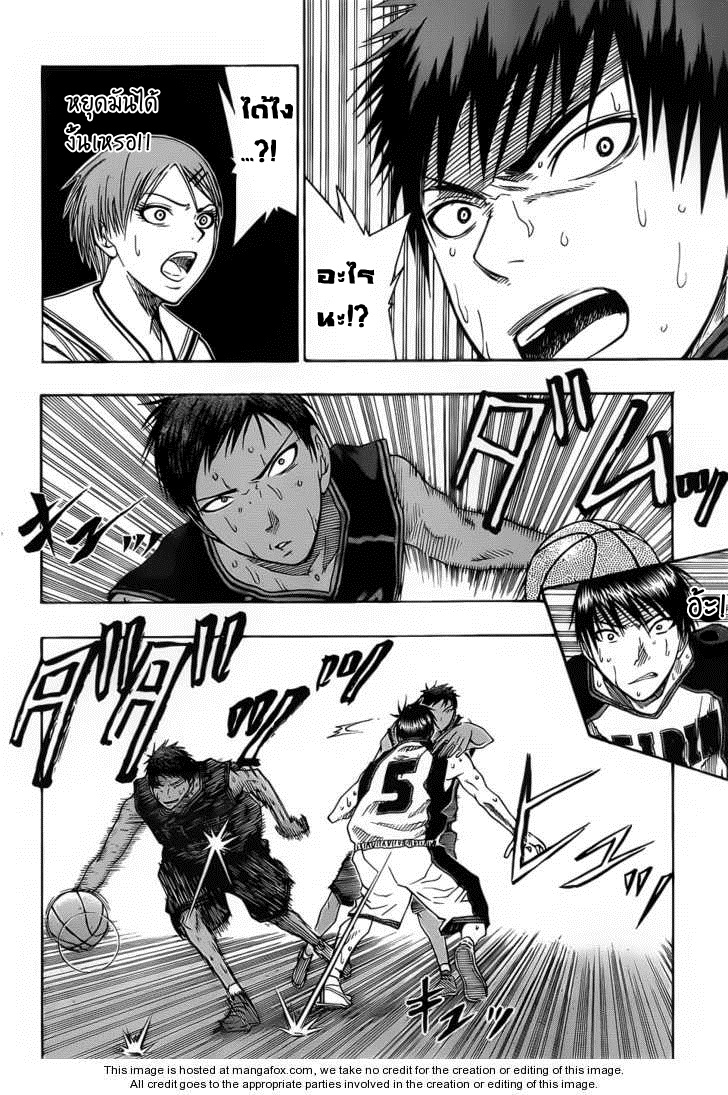 อะไร
นะ!?
ได้ไง
...?!
หยุดมันได้
งั้นเหรอ!!
ダム
ッ
キュッ!!!
อ๊ะ!
SEIRIN
ダダッ
ッ
5
ヒュッ
キュッ
This image is hosted at mangafox.com, we take no credit for the creation or editing of this image.
All credit goes to the appropriate parties involved in the creation or editing of this image.